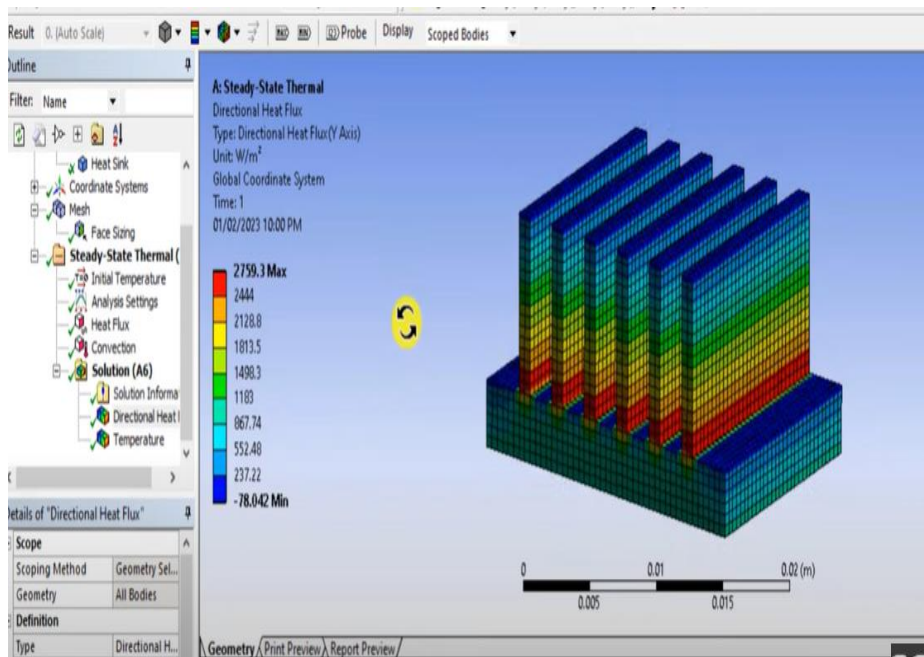 Result 0. (Auto Scale) Probe Display Scoped Bodies
Outline
Filter: Name
Heat Sink
Coordinate Systems
Mesh
Face Sizing
Steady-State Thermal (
Initial Temperature
Analysis Settings
Heat Flux
Convection
Solution (A6)
Solution Informa
Directional Heat
Temperature
Details of "Directional Heat Flux"
Scope
Scoping Method Geometry Sel...
Geometry All Bodies
Definition
Type Directional H...
A: Steady-State Thermal
Directional Heat Flux
Type: Directional Heat Flux(Y Axis)
Unit: W/m²
Global Coordinate System
Time: 1
01/02/2023 10:00 PM
2759.3 Max
2444
2128.8
1813.5
1498.3
1183
867.74
552.48
237.22
-78.042 Min
0 0.01 0.02 (m)
0.005 0.015
Geometry Print Preview Report Preview